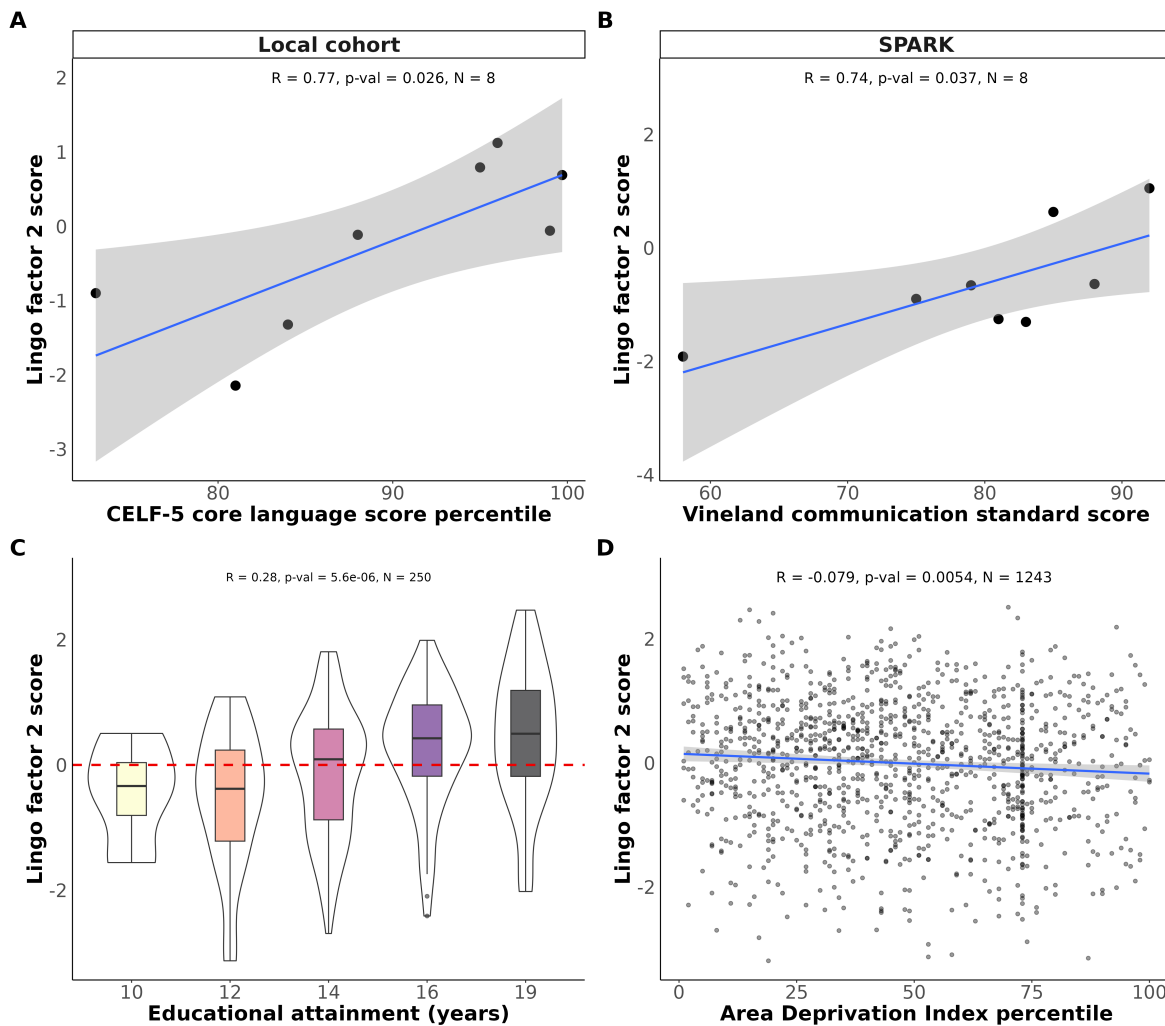 A
Local cohort
R = 0.77, p-val = 0.026, N = 8
Lingo factor 2 score
2
1
0
-1
-2
-3
80
90
100
CELF-5 core language score percentile
B
SPARK
R = 0.74, p-val = 0.037, N = 8
Lingo factor 2 score
2
0
-2
-4
60
70
80
90
Vineland communication standard score
C
R = 0.28, p-val = 5.6e-06, N = 250
Lingo factor 2 score
2
0
-2
10
12
14
16
19
Educational attainment (years)
D
R = -0.079, p-val = 0.0054, N = 1243
Lingo factor 2 score
2
0
-2
0
25
50
75
100
Area Deprivation Index percentile